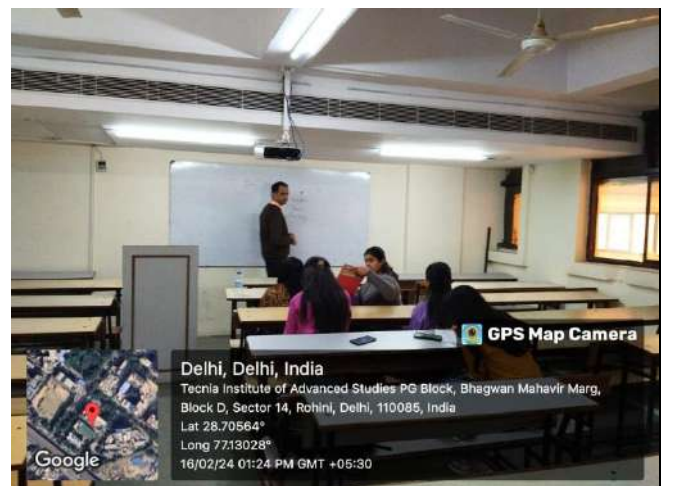 GPS Map Camera
Delhi, Delhi, India
Tecnia Institute of Advanced Studies PG Block, Bhagwan Mahavir Marg,
Block D, Sector 14, Rohini, Delhi, 110085, India
Lat 28.70564°
Long 77.13028°
16/02/24 01:24 PM GMT +05:30
Google